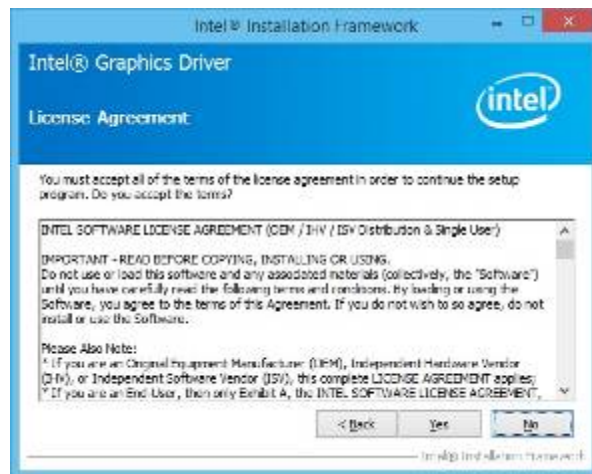 Intel® Installation Framework
Intel® Graphics Driver
intel
License Agreement
You must accept all of the terms of the license agreement in order to continue the setup
program. Do you accept the terms?
INTEL SOFTWARE LICENSE AGREEMENT (OEM / IHV / ISV Distribution & Single User)
IMPORTANT - READ BEFORE COPYING, INSTALLING OR USING.
Do not use or load this software and any associated materials (collectively, the "Software")
until you have carefully read the following terms and conditions. By loading or using the
Software, you agree to the terms of this Agreement. If you do not wish to so agree, do not
install or use the Software.
Please Also Note:
* If you are an Original Equipment Manufacturer (OEM), Independent Hardware Vendor
(IHV), or Independent Software Vendor (ISV), this complete LICENSE AGREEMENT applies;
* If you are an End-User, then only Exhibit A, the INTEL SOFTWARE LICENSE AGREEMENT,
< Back Yes No
Intel® Installation Framework